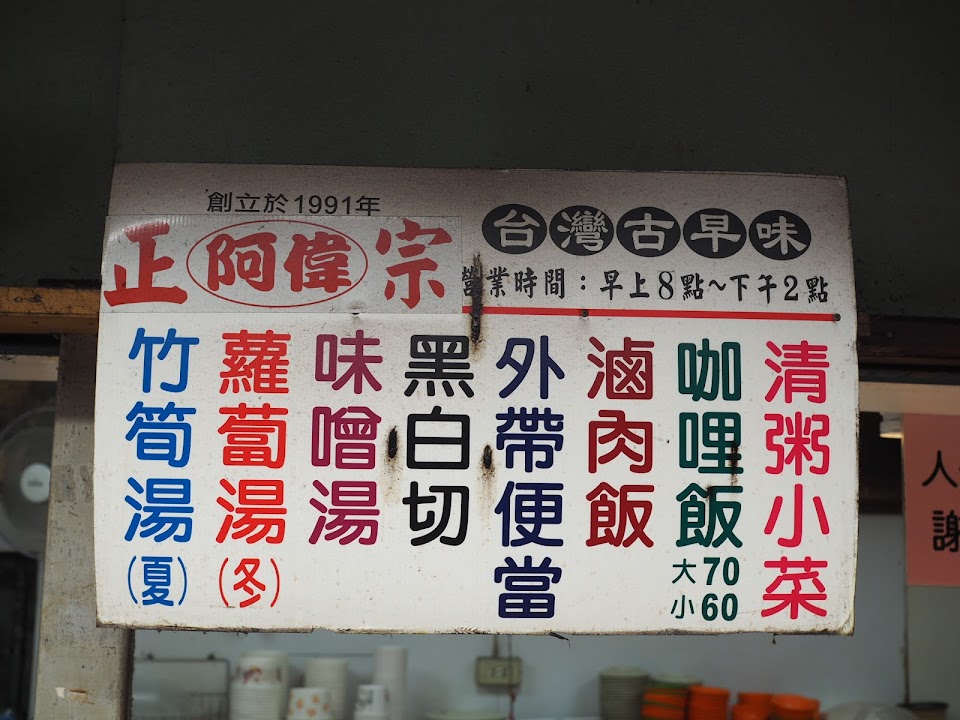 創立於1991年
正 阿偉 宗
台灣古早味
營業時間：早上8點～下午2點
清粥小菜
咖哩飯
大70
小60
滷肉飯
外帶便當
黑白切
味噌湯
蘿蔔湯(冬)
竹筍湯(夏)
人
謝